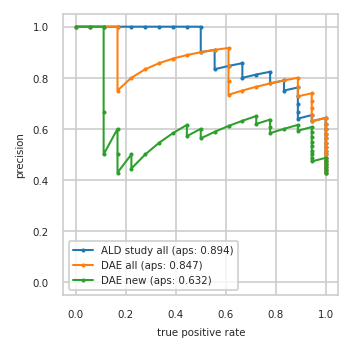 1.0
0.8
0.6
0.4
0.2
0.0
precision
ALD study all (aps: 0.894)
DAE all (aps: 0.847)
DAE new (aps: 0.632)
0.0 0.2 0.4 0.6 0.8 1.0
true positive rate